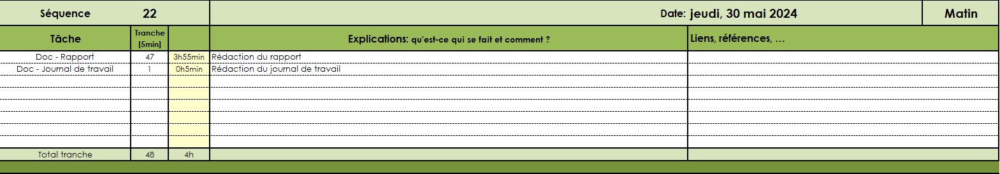 Séquence 22 Date: jeudi, 30 mai 2024 Matin
Tâche Tranche [5min] Explications: qu'est-ce qui se fait et comment ? Liens, références, …
Doc - Rapport 47 3h55min Rédaction du rapport
Doc - Journal de travail 1 0h5min Rédaction du journal de travail
Total tranche 48 4h